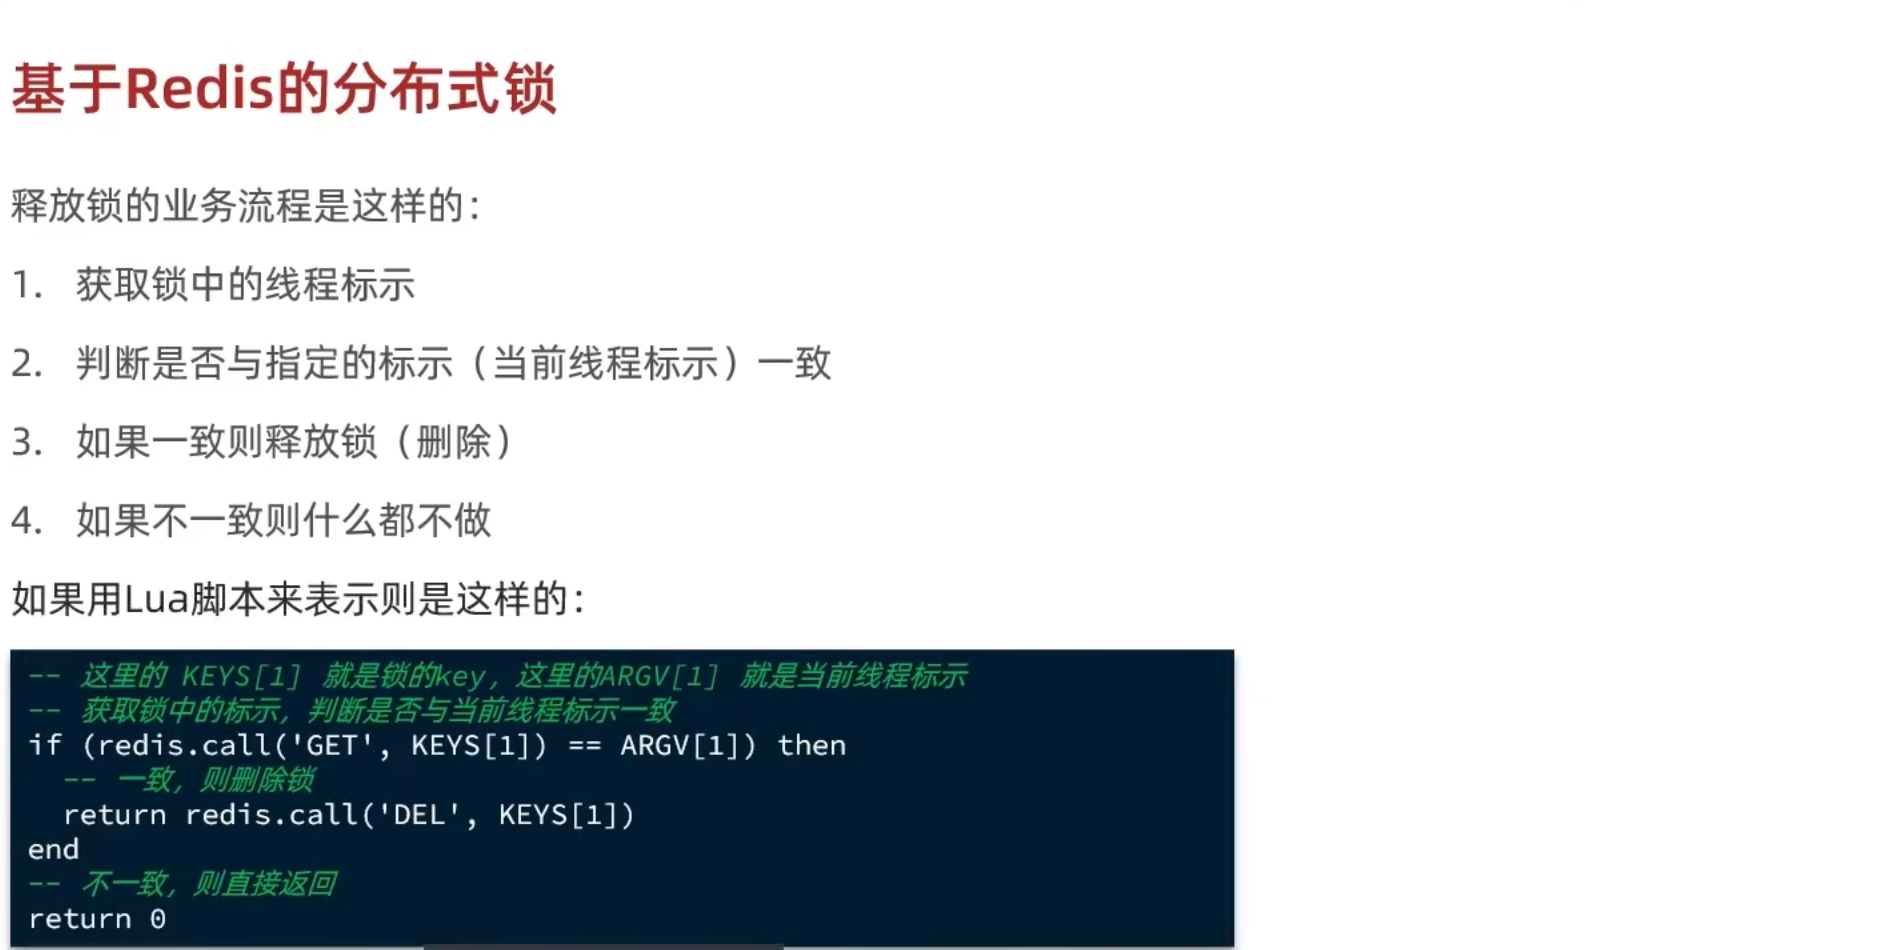 基于Redis的分布式锁
释放锁的业务流程是这样的：
1. 获取锁中的线程标示
2. 判断是否与指定的标示（当前线程标示）一致
3. 如果一致则释放锁（删除）
4. 如果不一致则什么都不做
如果用Lua脚本来表示则是这样的：
-- 这里的 KEYS[1] 就是锁的key，这里的ARGV[1] 就是当前线程标示
-- 获取锁中的标示，判断是否与当前线程标示一致
if (redis.call('GET', KEYS[1]) == ARGV[1]) then
  -- 一致，则删除锁
  return redis.call('DEL', KEYS[1])
end
-- 不一致，则直接返回
return 0